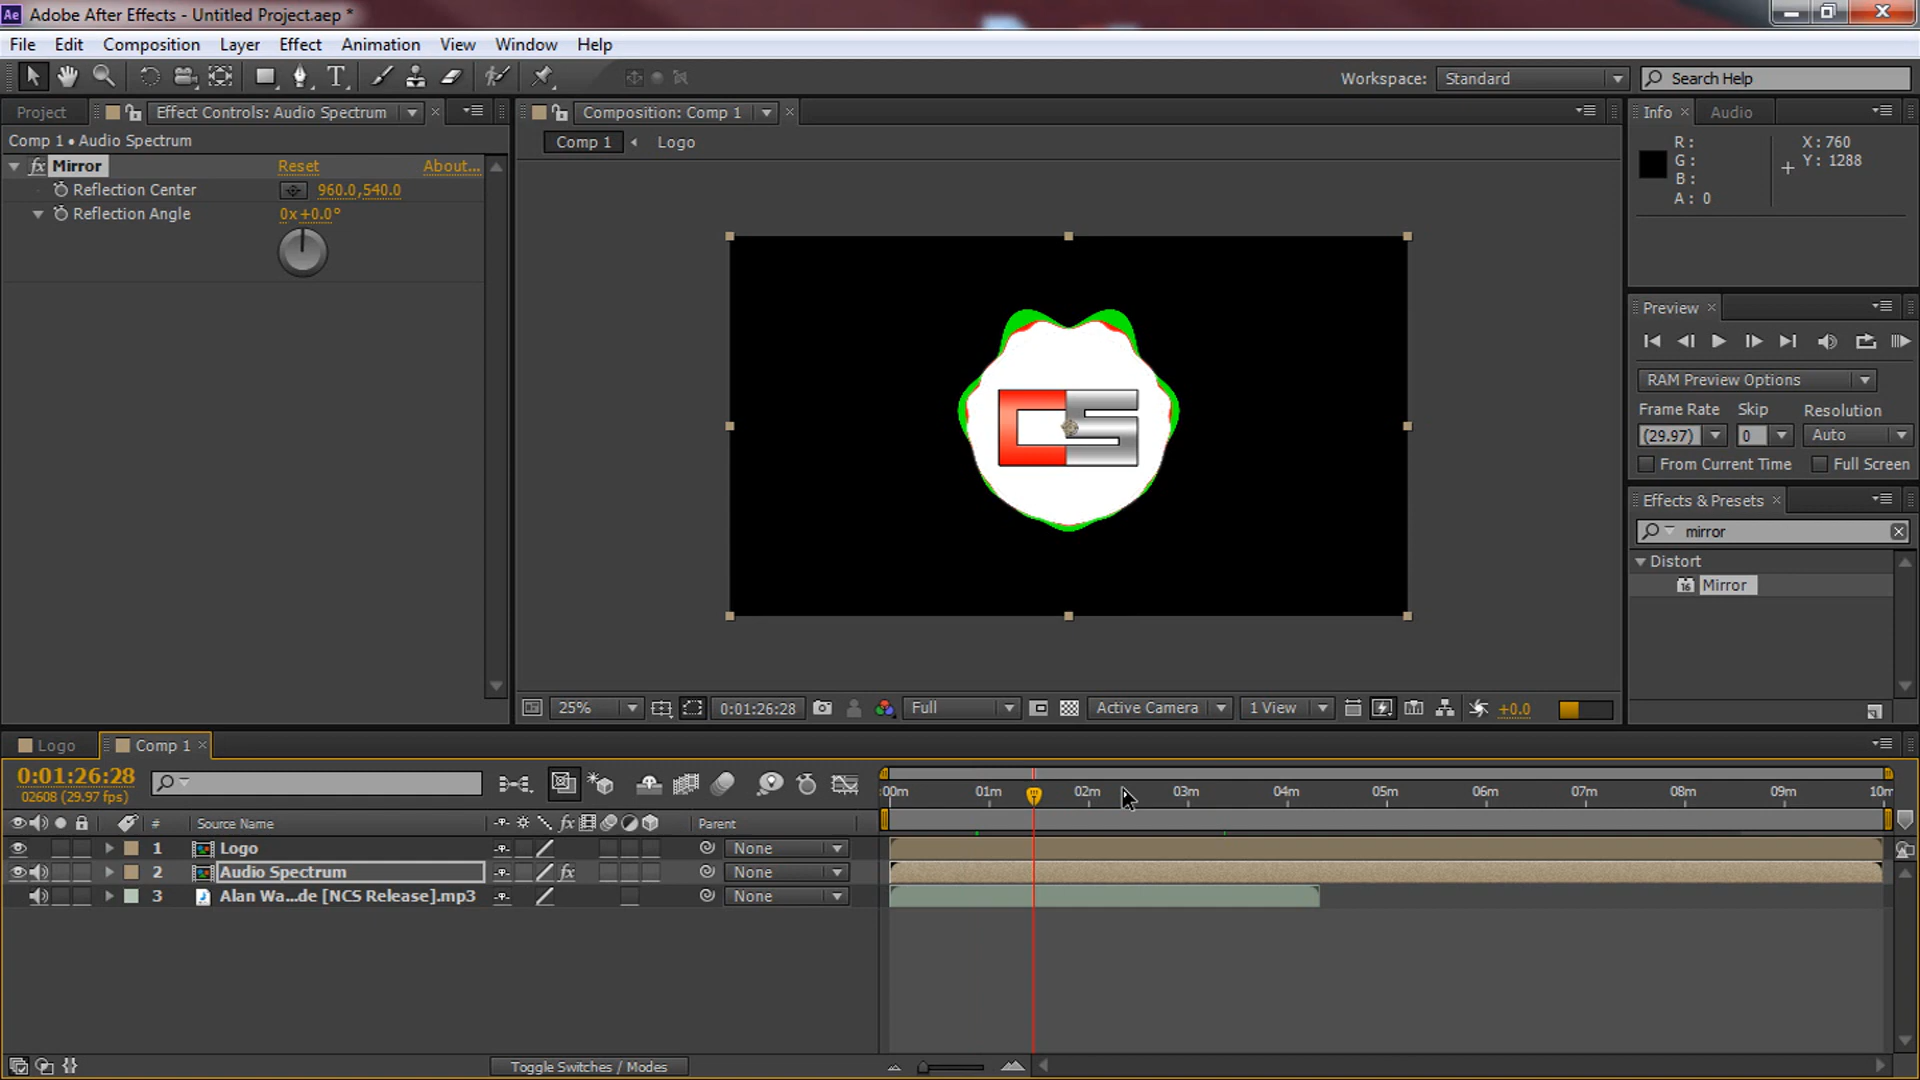 Adobe After Effects - Untitled Project.aep *
File Edit Composition Layer Effect Animation View Window Help
Workspace: Standard Search Help
Project Effect Controls: Audio Spectrum Composition: Comp 1 Info Audio
Comp 1 • Audio Spectrum
Comp 1 Logo
fx Mirror Reset About...
Reflection Center 960.0,540.0
Reflection Angle 0x+0.0°
R: X: 760
G: Y: 1288
B:
A: 0
Preview
RAM Preview Options
Frame Rate Skip Resolution
(29.97) 0 Auto
From Current Time Full Screen
CS
Effects & Presets
mirror
Distort
16 Mirror
25% 0:01:26:28 Full Active Camera 1 View +0.0
Logo Comp 1
0:01:26:28
02608 (29.97 fps)
:00m 01m 02m 03m 04m 05m 06m 07m 08m 09m 10m
# Source Name fx Parent
1 Logo None
2 Audio Spectrum fx None
3 Alan Wa...de [NCS Release].mp3 None
Toggle Switches / Modes